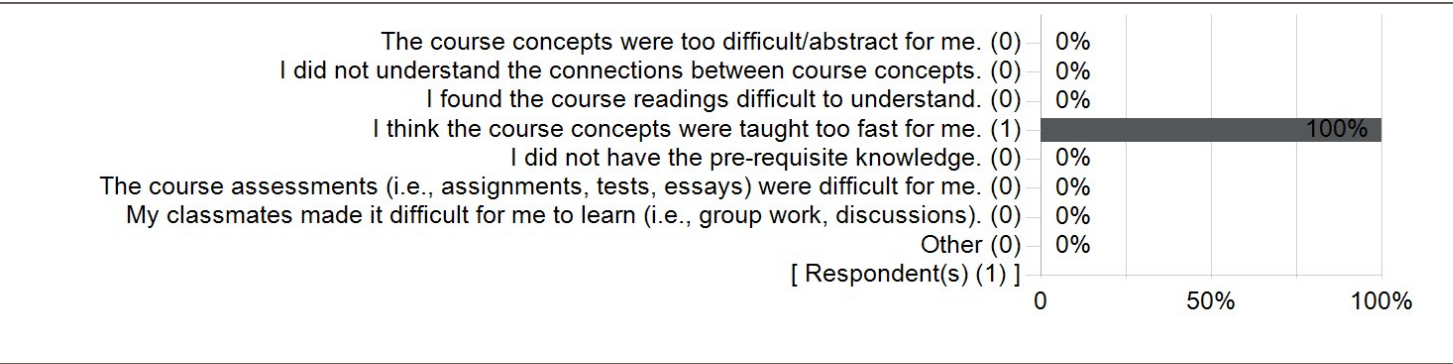 The course concepts were too difficult/abstract for me. (0) 0%
I did not understand the connections between course concepts. (0) 0%
I found the course readings difficult to understand. (0) 0%
I think the course concepts were taught too fast for me. (1) 100%
I did not have the pre-requisite knowledge. (0) 0%
The course assessments (i.e., assignments, tests, essays) were difficult for me. (0) 0%
My classmates made it difficult for me to learn (i.e., group work, discussions). (0) 0%
Other (0) 0%
[ Respondent(s) (1) ]
0 50% 100%